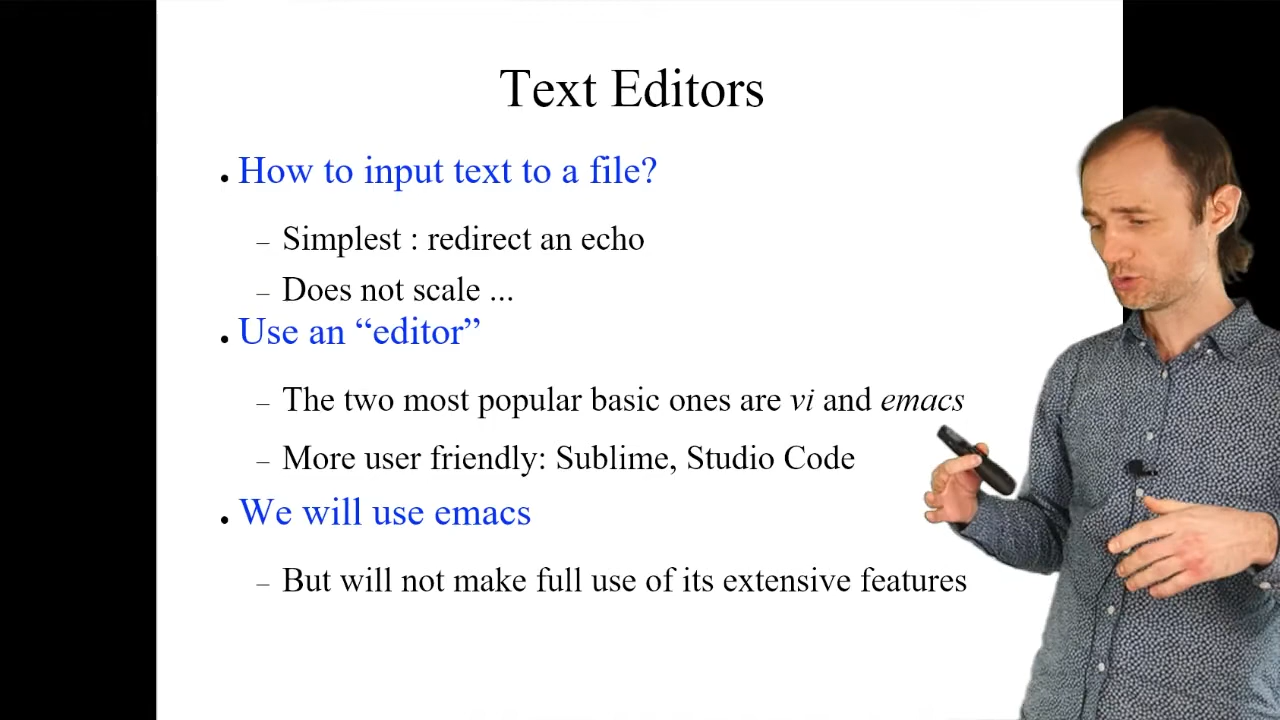 Text Editors
● How to input text to a file?
– Simplest : redirect an echo
– Does not scale ...
● Use an “editor”
– The two most popular basic ones are vi and emacs
– More user friendly: Sublime, Studio Code
● We will use emacs
– But will not make full use of its extensive features